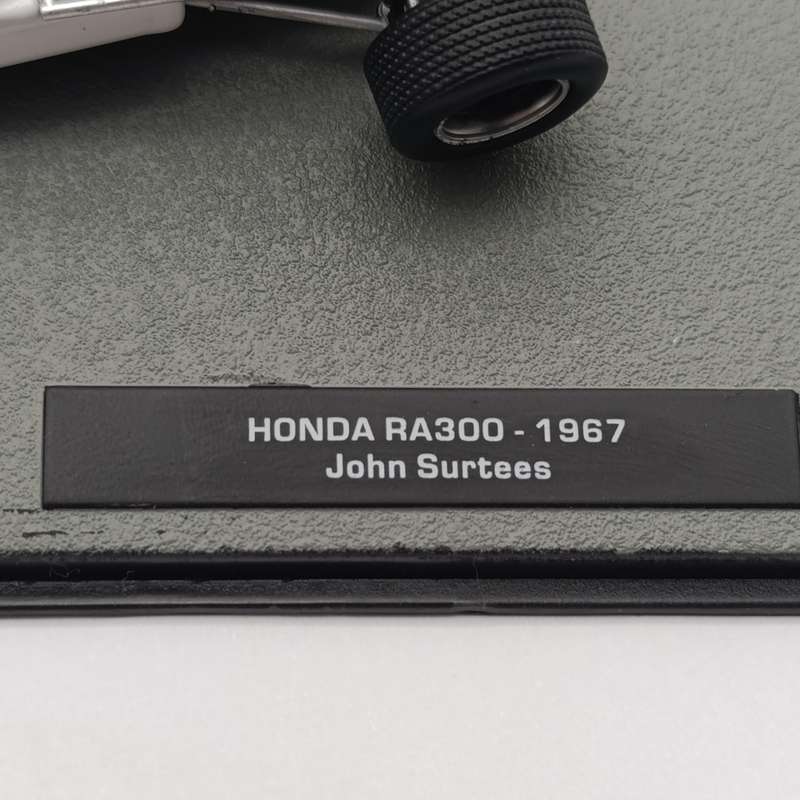 HONDA RA300 - 1967
John Surtees